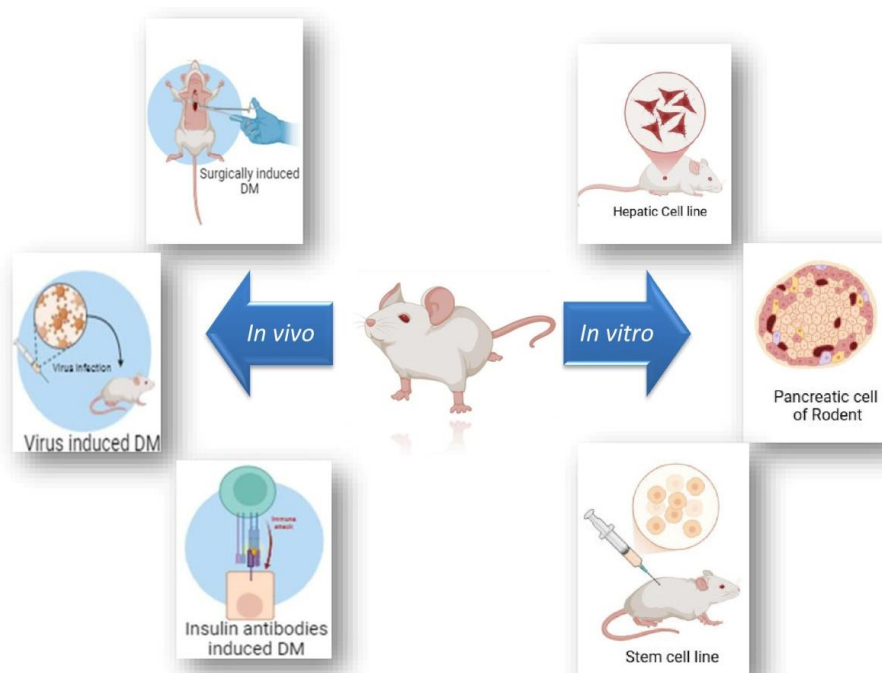 Surgically induced
DM
Hepatic Cell line
In vivo
In vitro
Virus infection
Virus induced DM
Pancreatic cell
of Rodent
Immune
attack
Insulin antibodies
induced DM
Stem cell line